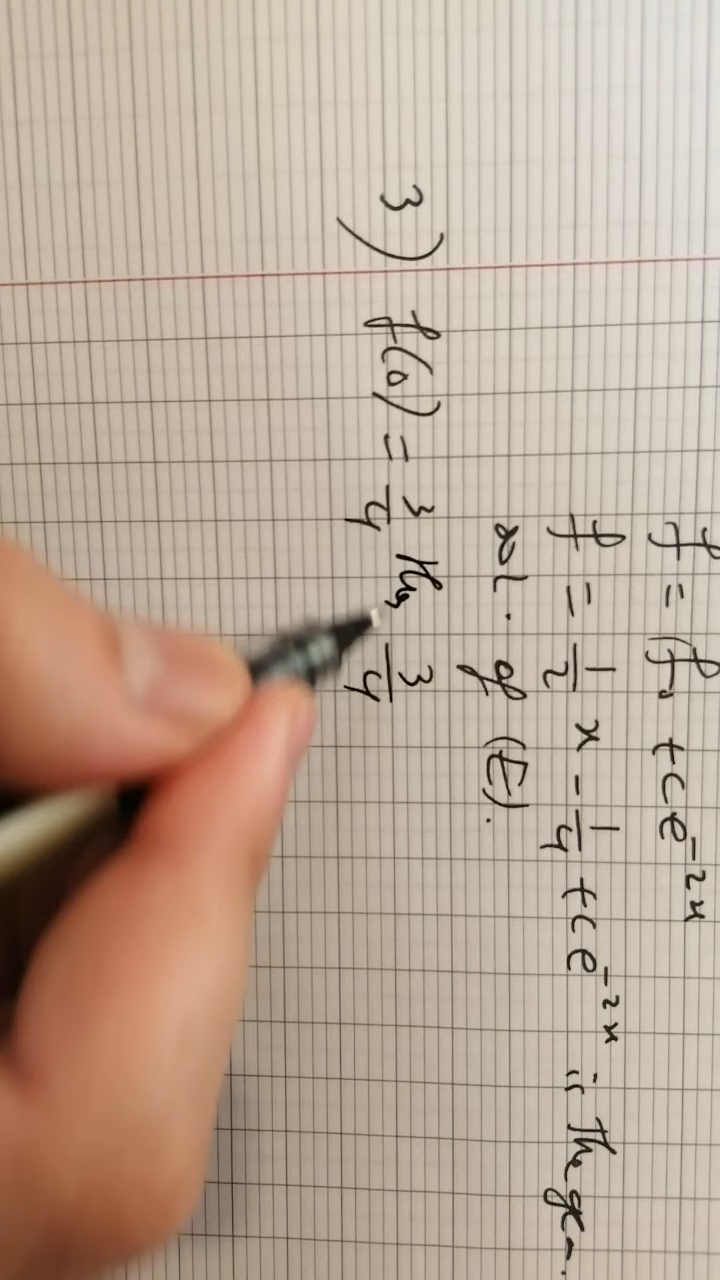 f = f₀ + ce⁻²ˣ
f = 1/2 x - 1/4 + ce⁻²ˣ is the gen.
sol. of (E).
3) f(0) = 3/4 thus 3/4